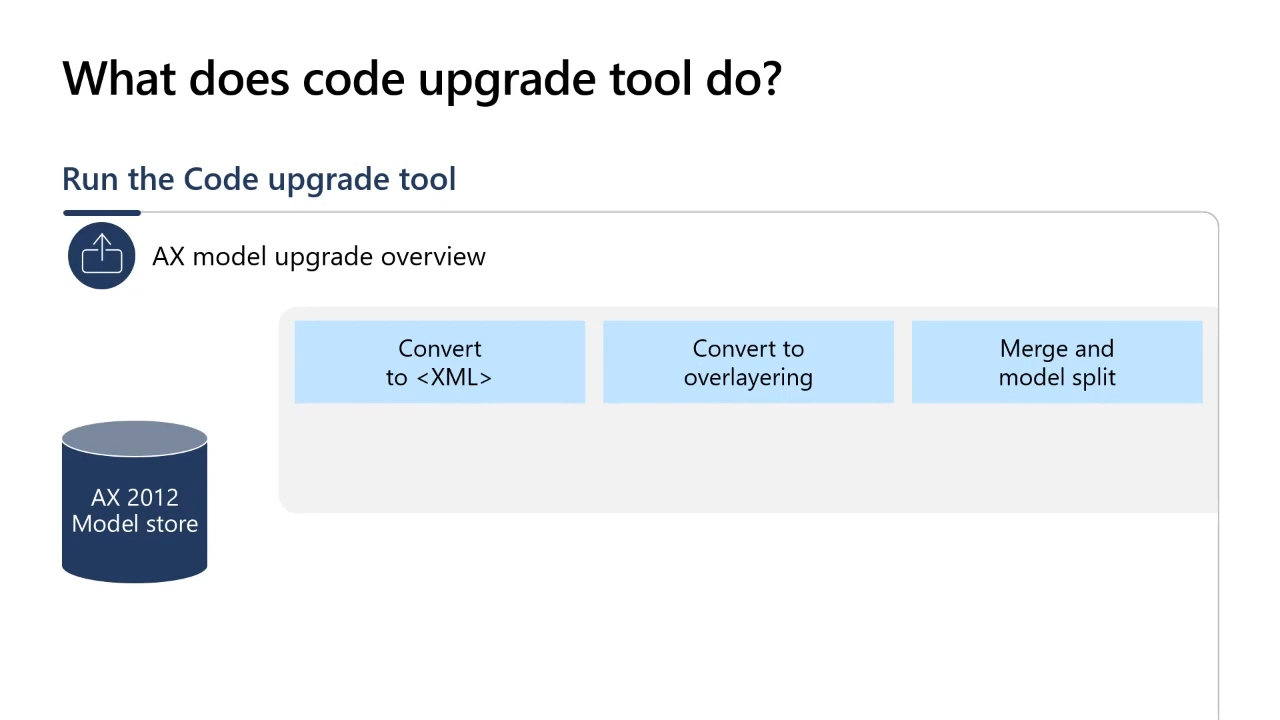 What does code upgrade tool do?
Run the Code upgrade tool
AX model upgrade overview
Convert
to <XML>
Convert to
overlayering
Merge and
model split
AX 2012
Model store